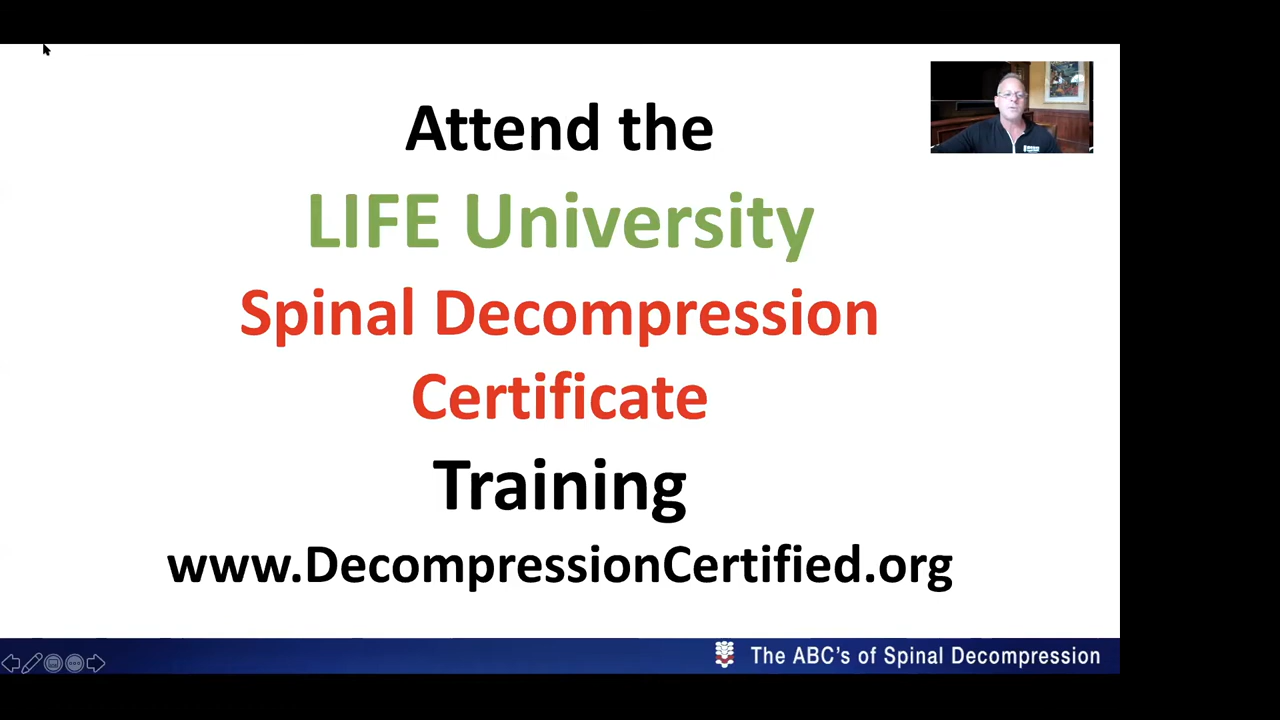 Attend the
LIFE University
Spinal Decompression
Certificate
Training
www.DecompressionCertified.org
The ABC's of Spinal Decompression